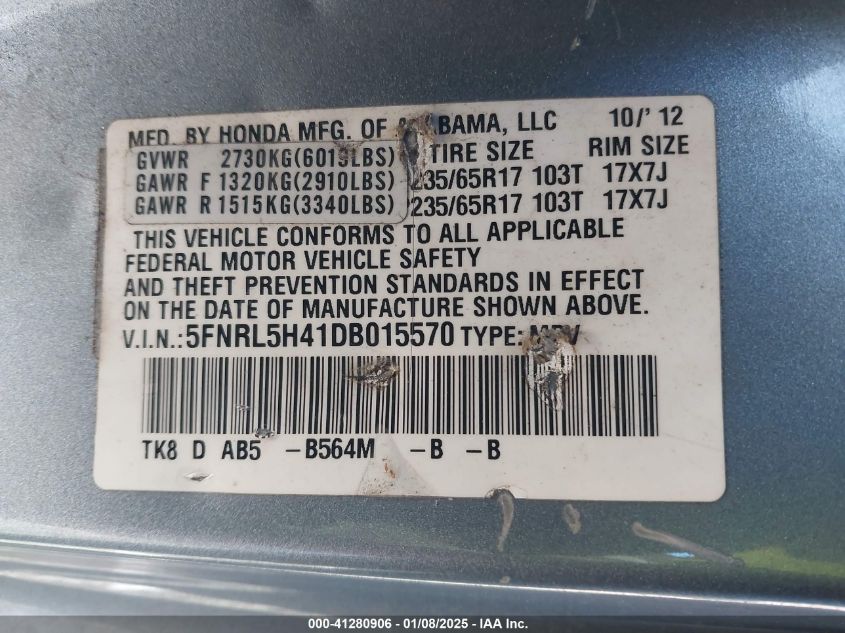 MFD. BY HONDA MFG. OF ALABAMA, LLC 10/'12
GVWR 2730KG(6019LBS) TIRE SIZE RIM SIZE
GAWR F 1320KG(2910LBS) P235/65R17 103T 17X7J
GAWR R 1515KG(3340LBS) P235/65R17 103T 17X7J
THIS VEHICLE CONFORMS TO ALL APPLICABLE
FEDERAL MOTOR VEHICLE SAFETY
AND THEFT PREVENTION STANDARDS IN EFFECT
ON THE DATE OF MANUFACTURE SHOWN ABOVE.
V.I.N.:5FNRL5H41DB015570 TYPE: MPV
TK8 D AB5 -B564M -B -B
000-41280906 - 01/08/2025 - IAA Inc.